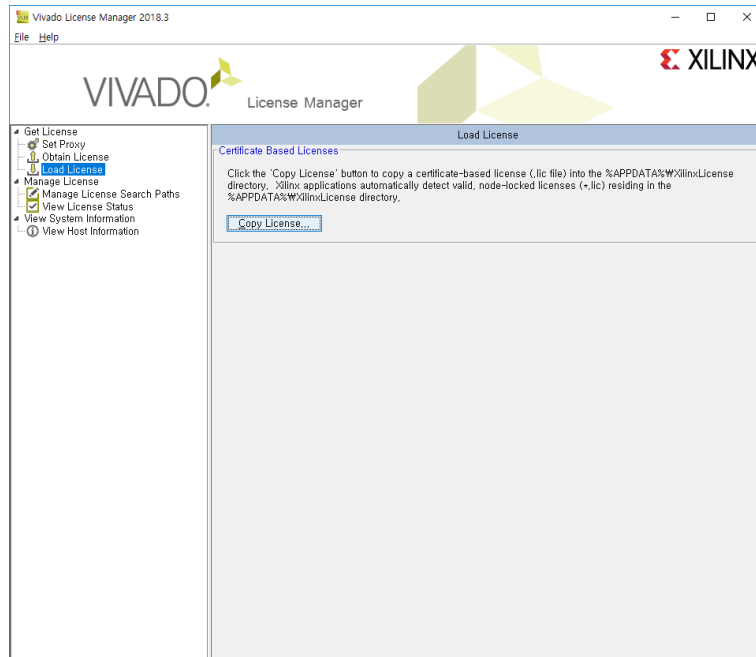 Vivado License Manager 2018.3
File Help
VIVADO. License Manager
XILINX
Get License
Set Proxy
Obtain License
Load License
Manage License
Manage License Search Paths
View License Status
View System Information
View Host Information
Load License
Certificate Based Licenses
Click the 'Copy License' button to copy a certificate-based license (.lic file) into the %APPDATA%₩XilinxLicense
directory. Xilinx applications automatically detect valid, node-locked licenses (*.lic) residing in the
%APPDATA%₩XilinxLicense directory.
Copy License...